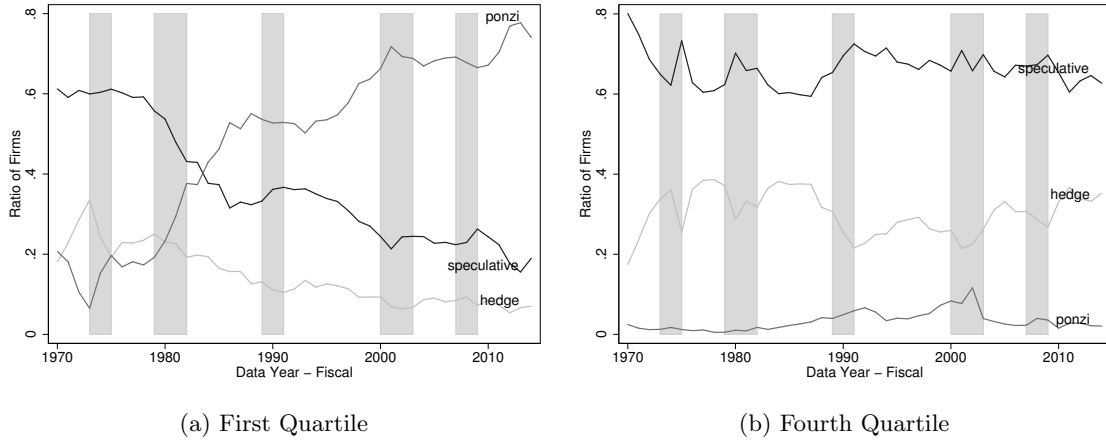 ponzi
speculative
hedge
Ratio of Firms
.8
.6
.4
.2
0
1970 1980 1990 2000 2010
Data Year – Fiscal
(a) First Quartile
speculative
hedge
ponzi
Ratio of Firms
.8
.6
.4
.2
0
1970 1980 1990 2000 2010
Data Year – Fiscal
(b) Fourth Quartile